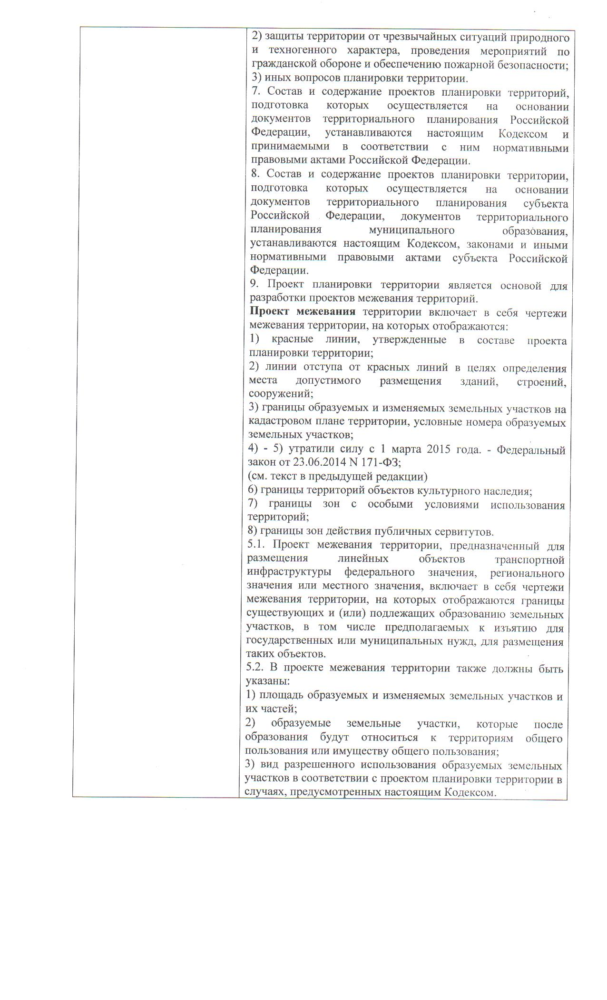 2) защиты территории от чрезвычайных ситуаций природного
и техногенного характера, проведения мероприятий по
гражданской обороне и обеспечению пожарной безопасности;
3) иных вопросов планировки территории.
7. Состав и содержание проектов планировки территорий,
подготовка которых осуществляется на основании
документов территориального планирования Российской
Федерации, устанавливаются настоящим Кодексом и
принимаемыми в соответствии с ним нормативными
правовыми актами Российской Федерации.
8. Состав и содержание проектов планировки территории,
подготовка которых осуществляется на основании
документов территориального планирования субъекта
Российской Федерации, документов территориального
планирования муниципального образования,
устанавливаются настоящим Кодексом, законами и иными
нормативными правовыми актами субъекта Российской
Федерации.
9. Проект планировки территории является основой для
разработки проектов межевания территорий.
Проект межевания территории включает в себя чертежи
межевания территории, на которых отображаются:
1) красные линии, утвержденные в составе проекта
планировки территории;
2) линии отступа от красных линий в целях определения
места допустимого размещения зданий, строений,
сооружений;
3) границы образуемых и изменяемых земельных участков на
кадастровом плане территории, условные номера образуемых
земельных участков;
4) - 5) утратили силу с 1 марта 2015 года. - Федеральный
закон от 23.06.2014 N 171-ФЗ;
(см. текст в предыдущей редакции)
6) границы территорий объектов культурного наследия;
7) границы зон с особыми условиями использования
территорий;
8) границы зон действия публичных сервитутов.
5.1. Проект межевания территории, предназначенный для
размещения линейных объектов транспортной
инфраструктуры федерального значения, регионального
значения или местного значения, включает в себя чертежи
межевания территории, на которых отображаются границы
существующих и (или) подлежащих образованию земельных
участков, в том числе предполагаемых к изъятию для
государственных или муниципальных нужд, для размещения
таких объектов.
5.2. В проекте межевания территории также должны быть
указаны:
1) площадь образуемых и изменяемых земельных участков и
их частей;
2) образуемые земельные участки, которые после
образования будут относиться к территориям общего
пользования или имуществу общего пользования;
3) вид разрешенного использования образуемых земельных
участков в соответствии с проектом планировки территории в
случаях, предусмотренных настоящим Кодексом.